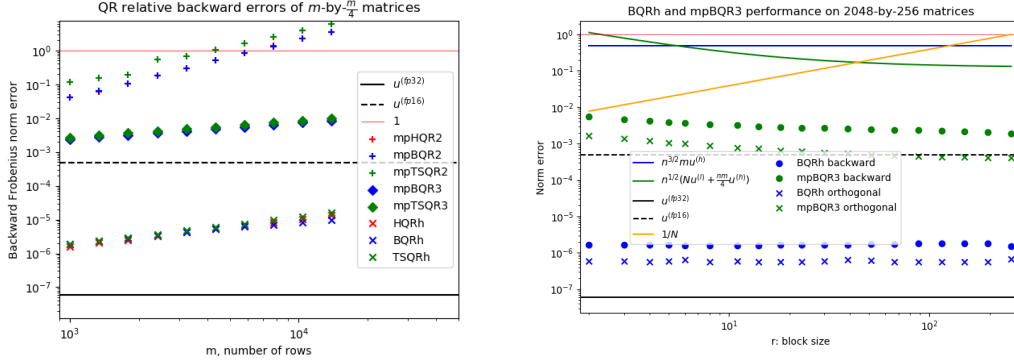 QR relative backward errors of m-by-m/4 matrices
Backward Frobenius norm error
10^0
10^-1
10^-2
10^-3
10^-4
10^-5
10^-6
10^-7
10^3
10^4
m, number of rows
u^(fp32)
u^(fp16)
1
mpHQR2
mpBQR2
mpTSQR2
mpBQR3
mpTSQR3
HQRh
BQRh
TSQRh
BQRh and mpBQR3 performance on 2048-by-256 matrices
Norm error
10^1
10^0
10^-1
10^-2
10^-3
10^-4
10^-5
10^-6
10^-7
10^1
10^2
r: block size
n^3/2 mu^(h)
n^1/2(Nu^(l) + nm/4 u^(h))
u^(fp32)
u^(fp16)
1/N
BQRh backward
mpBQR3 backward
BQRh orthogonal
mpBQR3 orthogonal